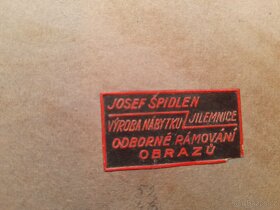 JOSEF ŠPIDLEN
VÝROBA NÁBYTKU JILEMNICE
ODBORNÉ RÁMOVÁNÍ
OBRAZŮ